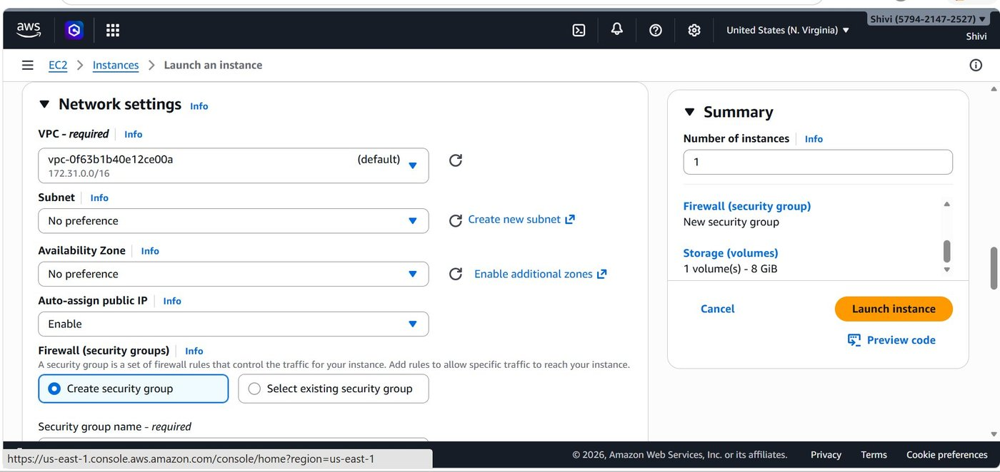 aws
United States (N. Virginia) ▼
Shivi (5794-2147-2527) ▼
Shivi
EC2 > Instances > Launch an instance
▼ Network settings Info
VPC - required Info
vpc-0f63b1b40e12ce00a (default)
172.31.0.0/16
Subnet Info
No preference
Create new subnet
Availability Zone Info
No preference
Enable additional zones
Auto-assign public IP Info
Enable
Firewall (security groups) Info
A security group is a set of firewall rules that control the traffic for your instance. Add rules to allow specific traffic to reach your instance.
Create security group
Select existing security group
Security group name - required
▼ Summary
Number of instances Info
1
Firewall (security group)
New security group
Storage (volumes)
1 volume(s) - 8 GiB
Cancel
Launch instance
Preview code
https://us-east-1.console.aws.amazon.com/console/home?region=us-east-1
© 2026, Amazon Web Services, Inc. or its affiliates. Privacy Terms Cookie preferences